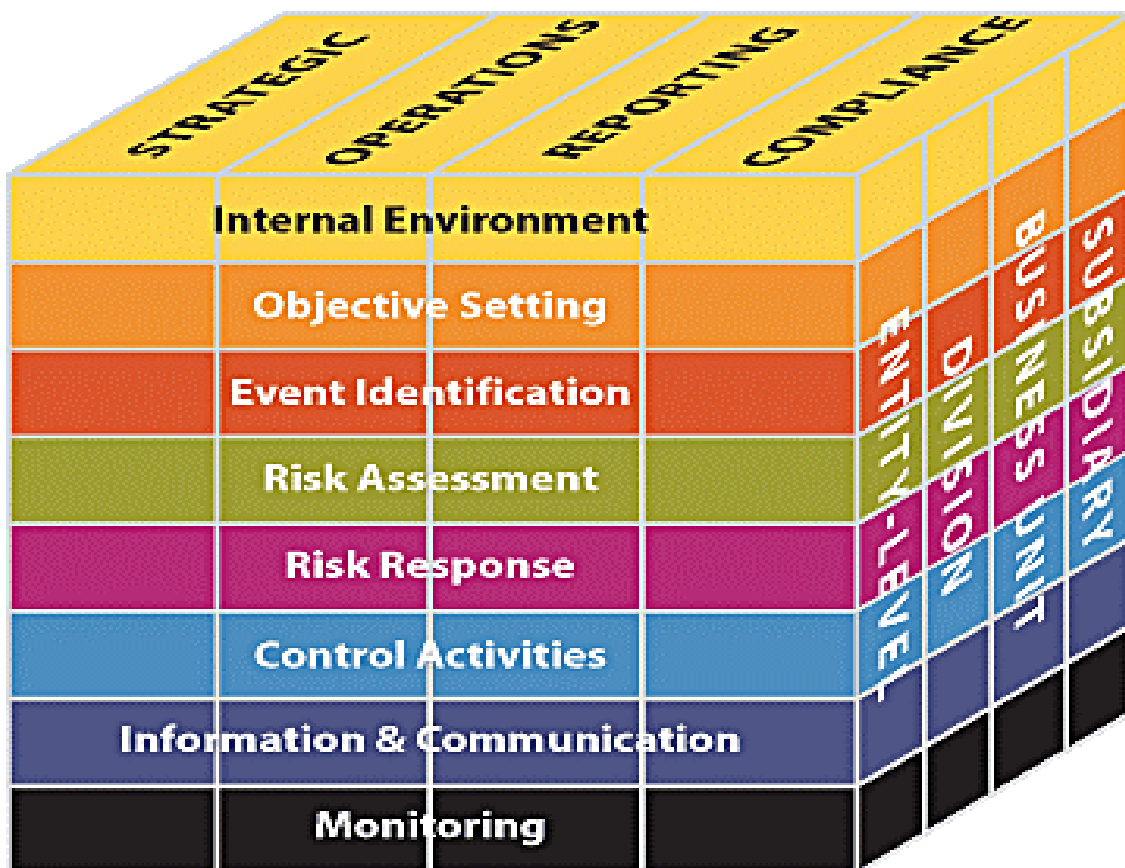 STRATEGIC
OPERATIONS
REPORTING
COMPLIANCE
Internal Environment
Objective Setting
Event Identification
Risk Assessment
Risk Response
Control Activities
Information & Communication
Monitoring
ENTITY-LEVEL
DIVISION
BUSINESS UNIT
SUBSIDIARY